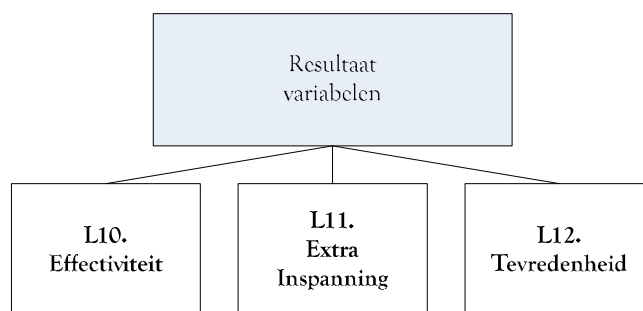 Resultaat
variabelen
L10.
Effectiviteit
L11.
Extra
Inspanning
L12.
Tevredenheid